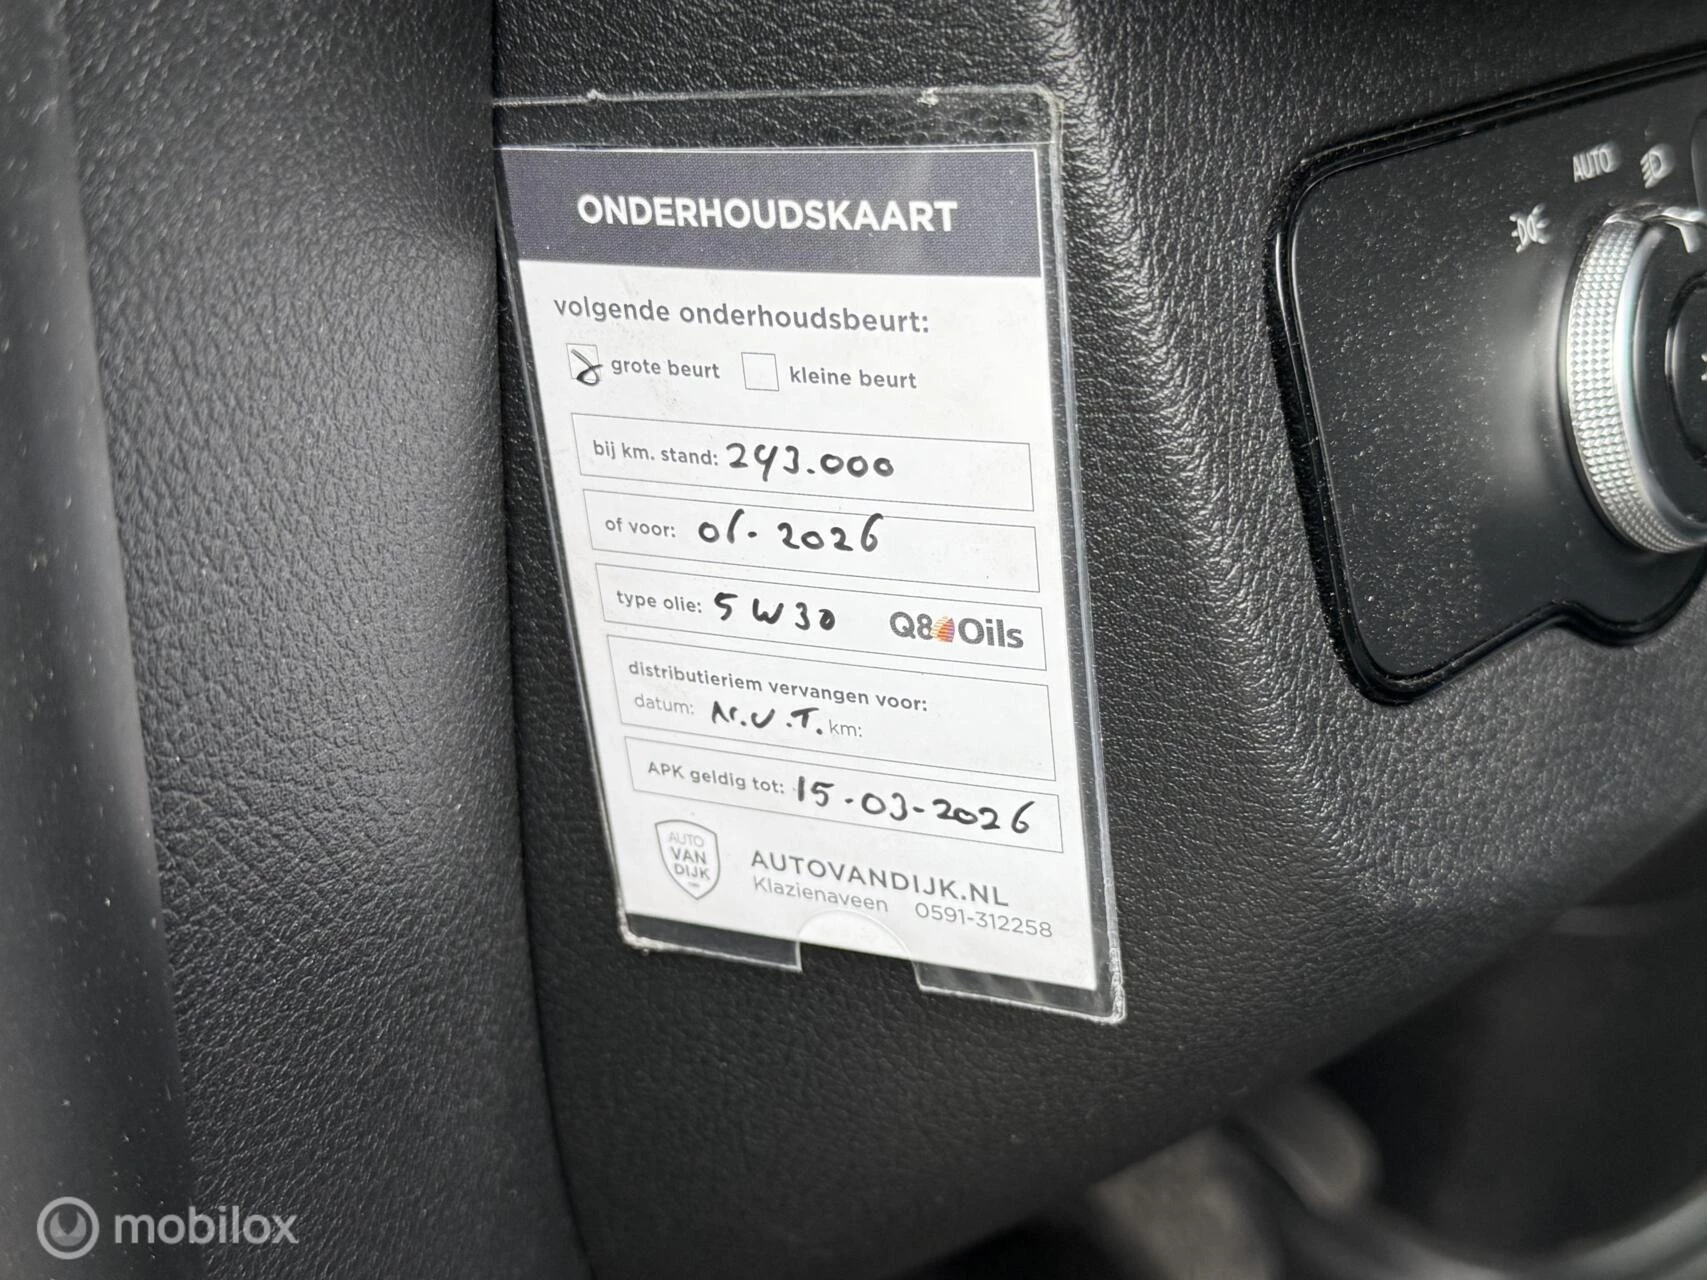 AUTO
ONDERHOUDSKAART
volgende onderhoudsbeurt:
grote beurt kleine beurt
bij km. stand: 243.000
of voor: 01-2026
type olie: 5W30 Q8 Oils
distributieriem vervangen voor:
datum: N.V.T. km:
APK geldig tot: 15-03-2026
AUTO
VAN
DIJK
AUTOVANDIJK.NL
Klazienaveen 0591-312258
mobilox